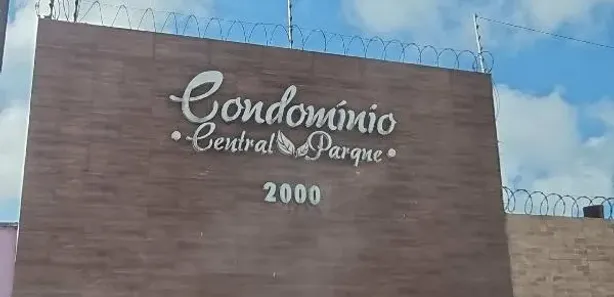 Condomínio
• Central Parque •
2000